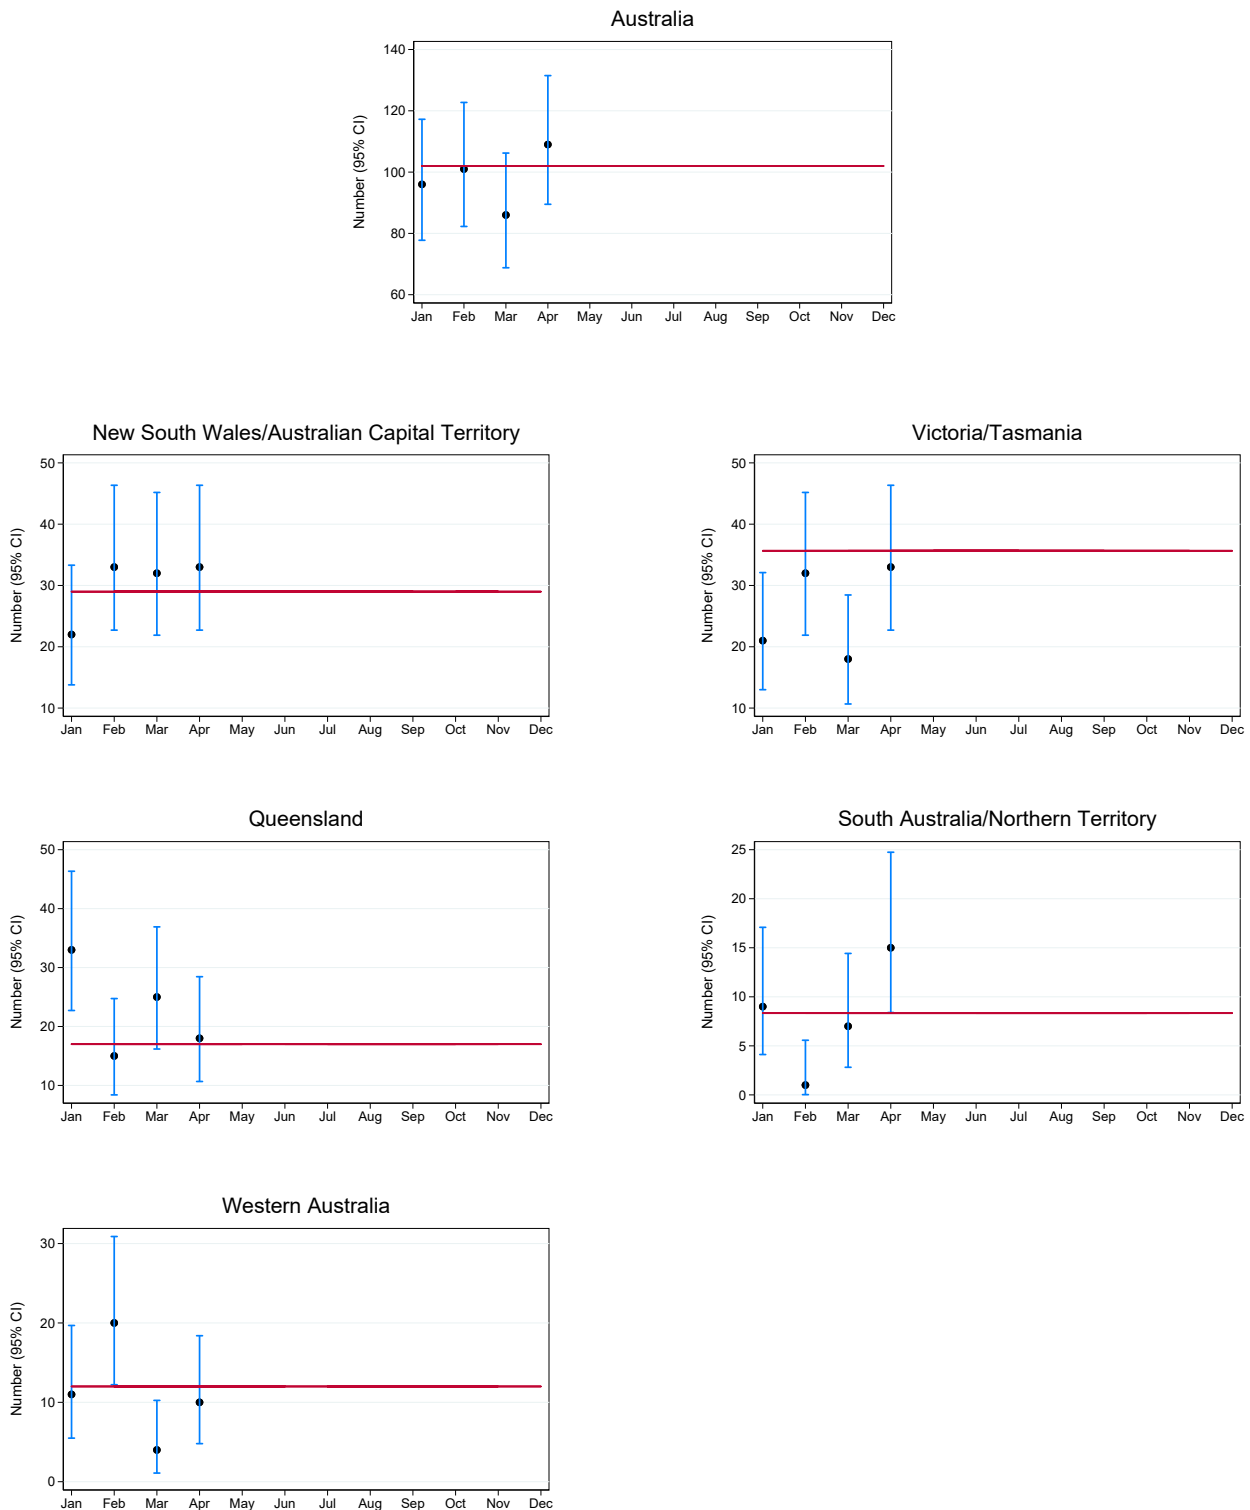 Australia
Number (95% CI)
140
120
100
80
60
Jan Feb Mar Apr May Jun Jul Aug Sep Oct Nov Dec
New South Wales/Australian Capital Territory
Number (95% CI)
50
40
30
20
10
Jan Feb Mar Apr May Jun Jul Aug Sep Oct Nov Dec
Victoria/Tasmania
Number (95% CI)
50
40
30
20
10
Jan Feb Mar Apr May Jun Jul Aug Sep Oct Nov Dec
Queensland
Number (95% CI)
50
40
30
20
10
Jan Feb Mar Apr May Jun Jul Aug Sep Oct Nov Dec
South Australia/Northern Territory
Number (95% CI)
25
20
15
10
5
0
Jan Feb Mar Apr May Jun Jul Aug Sep Oct Nov Dec
Western Australia
Number (95% CI)
30
20
10
0
Jan Feb Mar Apr May Jun Jul Aug Sep Oct Nov Dec